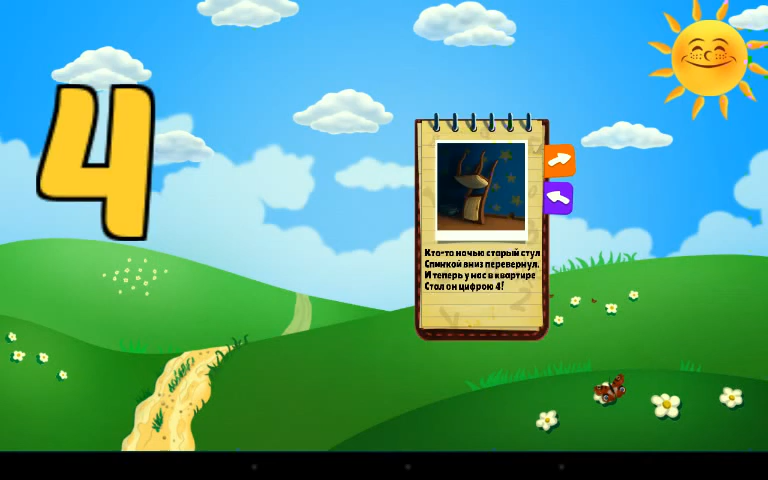 4
Кто-то ночью старый стул
Спинкой вниз перевернул.
И теперь у нас в квартире
Стал он цифрою 4!